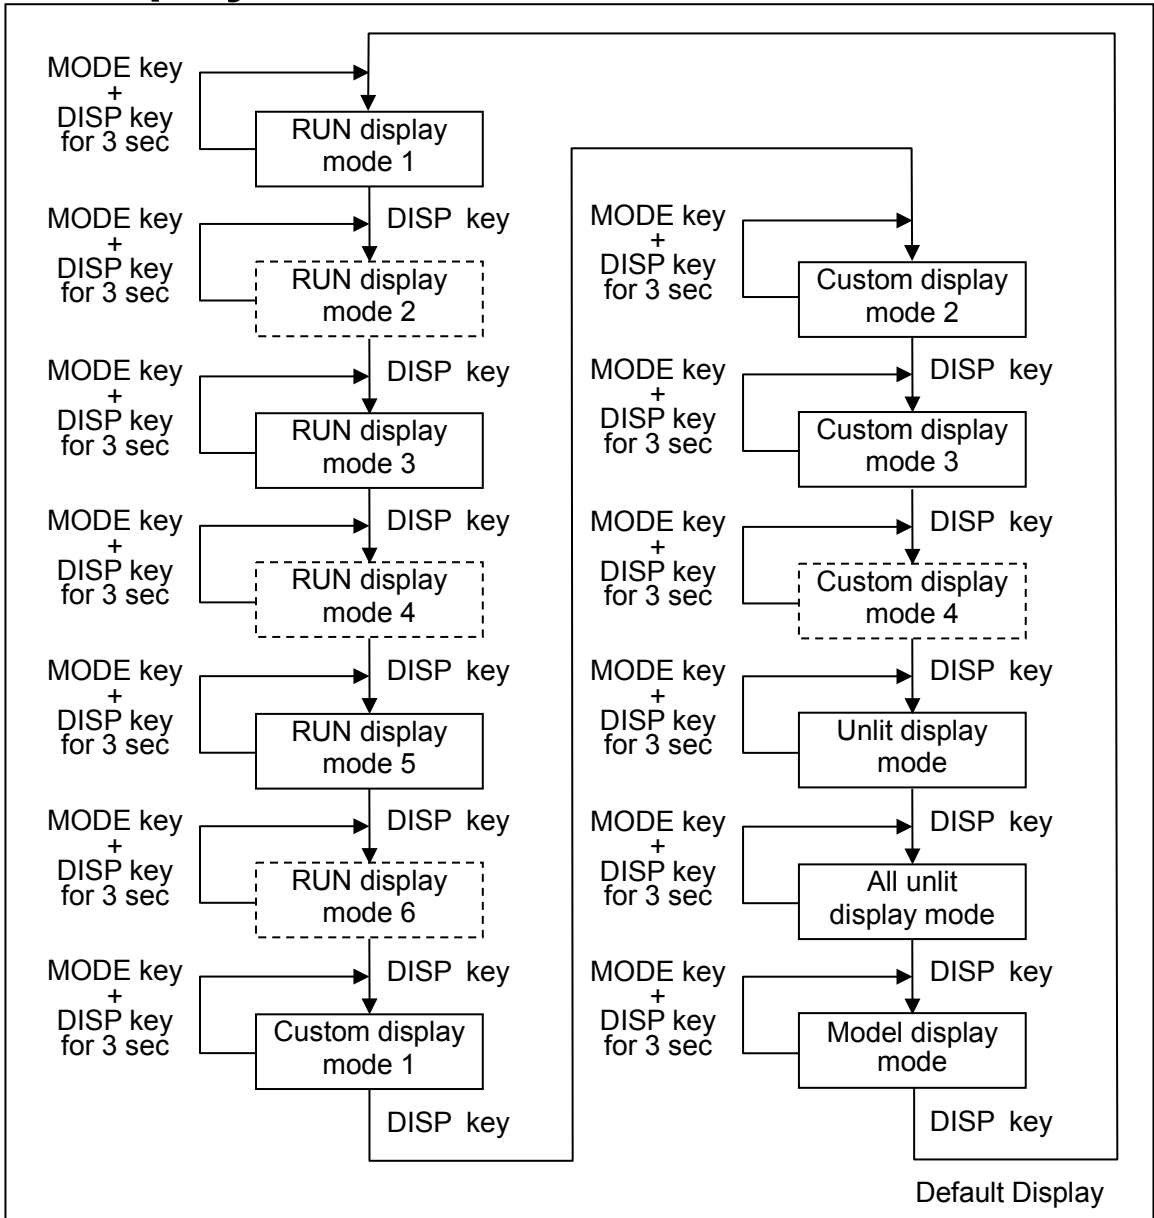 MODE key
+
DISP key
for 3 sec
RUN display
mode 1
DISP key
MODE key
+
DISP key
for 3 sec
RUN display
mode 2
DISP key
MODE key
+
DISP key
for 3 sec
RUN display
mode 3
DISP key
MODE key
+
DISP key
for 3 sec
RUN display
mode 4
DISP key
MODE key
+
DISP key
for 3 sec
RUN display
mode 5
DISP key
MODE key
+
DISP key
for 3 sec
RUN display
mode 6
DISP key
MODE key
+
DISP key
for 3 sec
Custom display
mode 1
DISP key
MODE key
+
DISP key
for 3 sec
Custom display
mode 2
DISP key
MODE key
+
DISP key
for 3 sec
Custom display
mode 3
DISP key
MODE key
+
DISP key
for 3 sec
Custom display
mode 4
DISP key
MODE key
+
DISP key
for 3 sec
Unlit display
mode
DISP key
MODE key
+
DISP key
for 3 sec
All unlit
display mode
DISP key
MODE key
+
DISP key
for 3 sec
Model display
mode
DISP key
Default Display